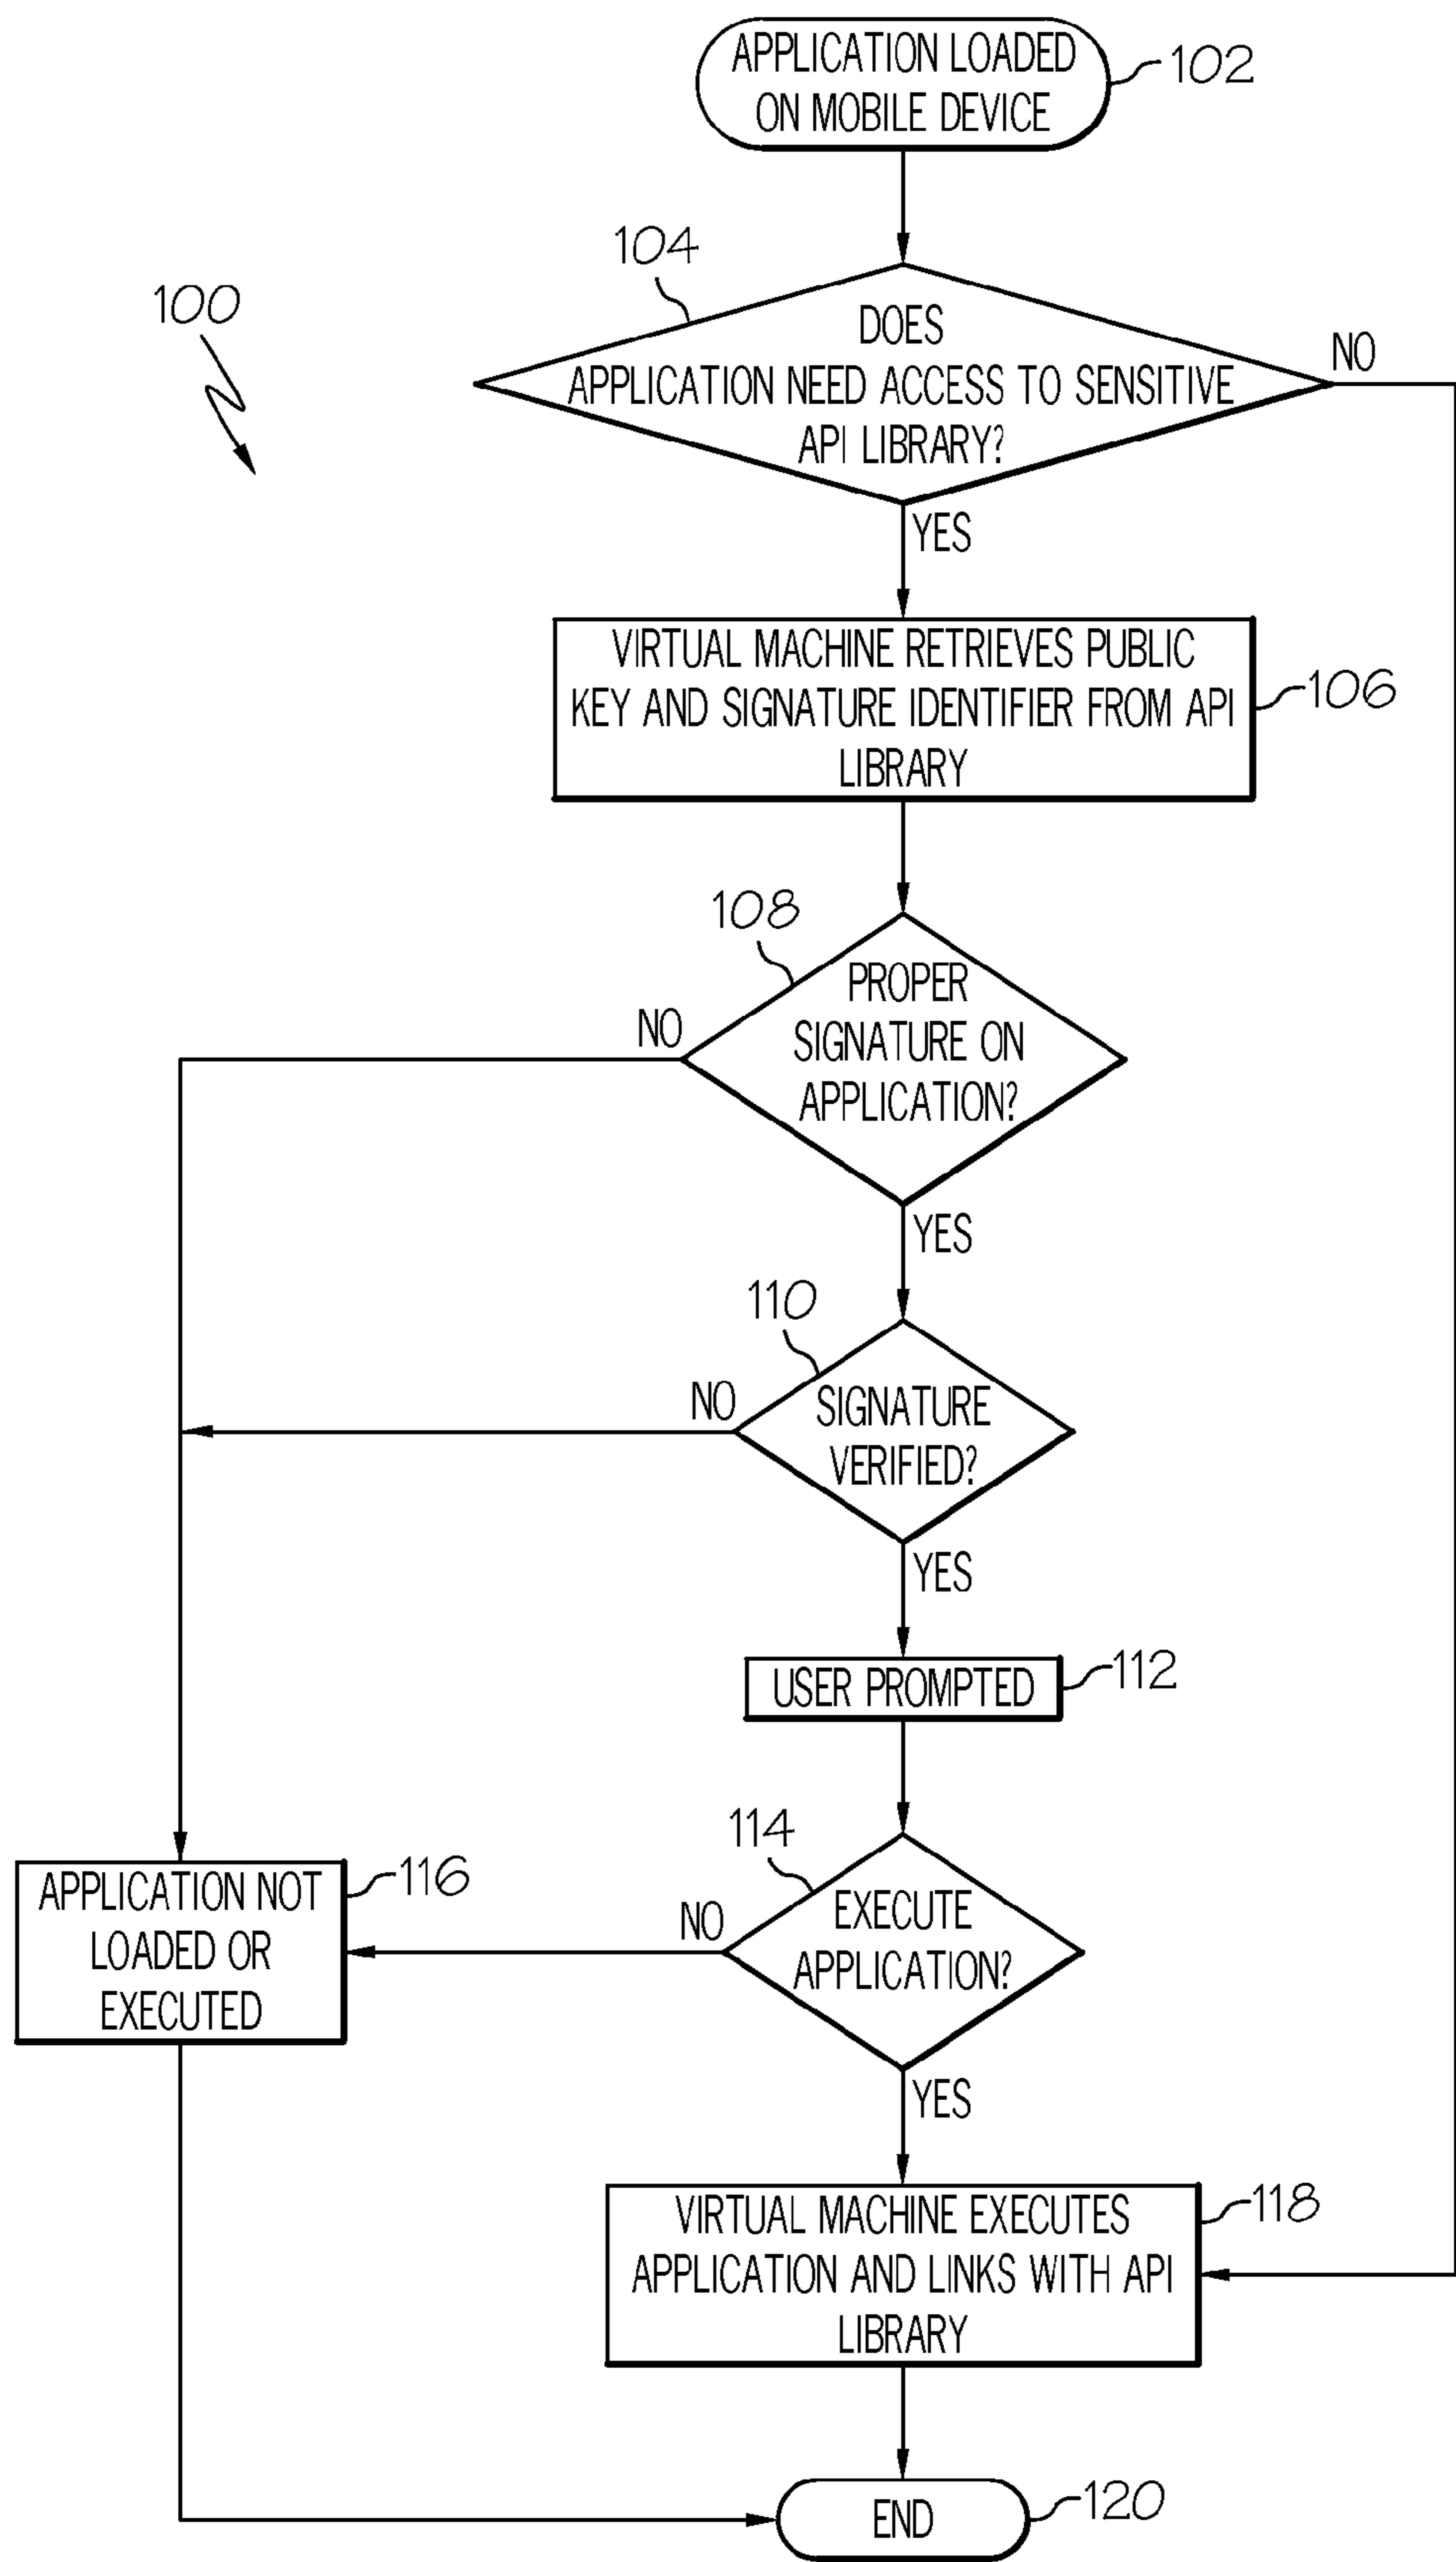 APPLICATION LOADED
ON MOBILE DEVICE
102
104
100
DOES
APPLICATION NEED ACCESS TO SENSITIVE
API LIBRARY?
NO
YES
VIRTUAL MACHINE RETRIEVES PUBLIC
KEY AND SIGNATURE IDENTIFIER FROM API
LIBRARY
106
108
PROPER
SIGNATURE ON
APPLICATION?
NO
YES
110
SIGNATURE
VERIFIED?
NO
YES
USER PROMPTED
112
114
EXECUTE
APPLICATION?
NO
YES
APPLICATION NOT
LOADED OR
EXECUTED
116
VIRTUAL MACHINE EXECUTES
APPLICATION AND LINKS WITH API
LIBRARY
118
END
120